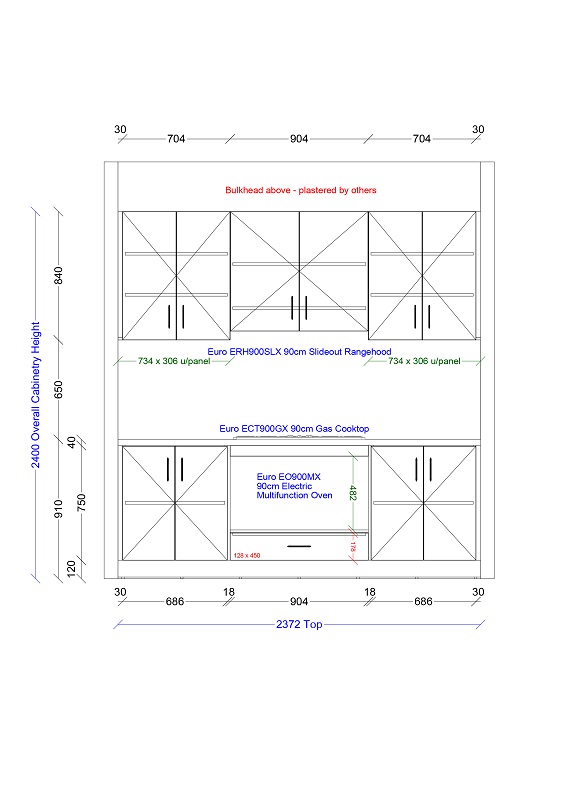 30
704
904
704
30
Bulkhead above - plastered by others
840
2400 Overall Cabinetry Height
Euro ERH900SLX 90cm Slideout Rangehood
734 x 306 u/panel
734 x 306 u/panel
650
Euro ECT900GX 90cm Gas Cooktop
40
Euro EO900MX
90cm Electric
Multifunction Oven
482
910
750
178
128 x 450
120
30
686
18
904
18
686
30
2372 Top